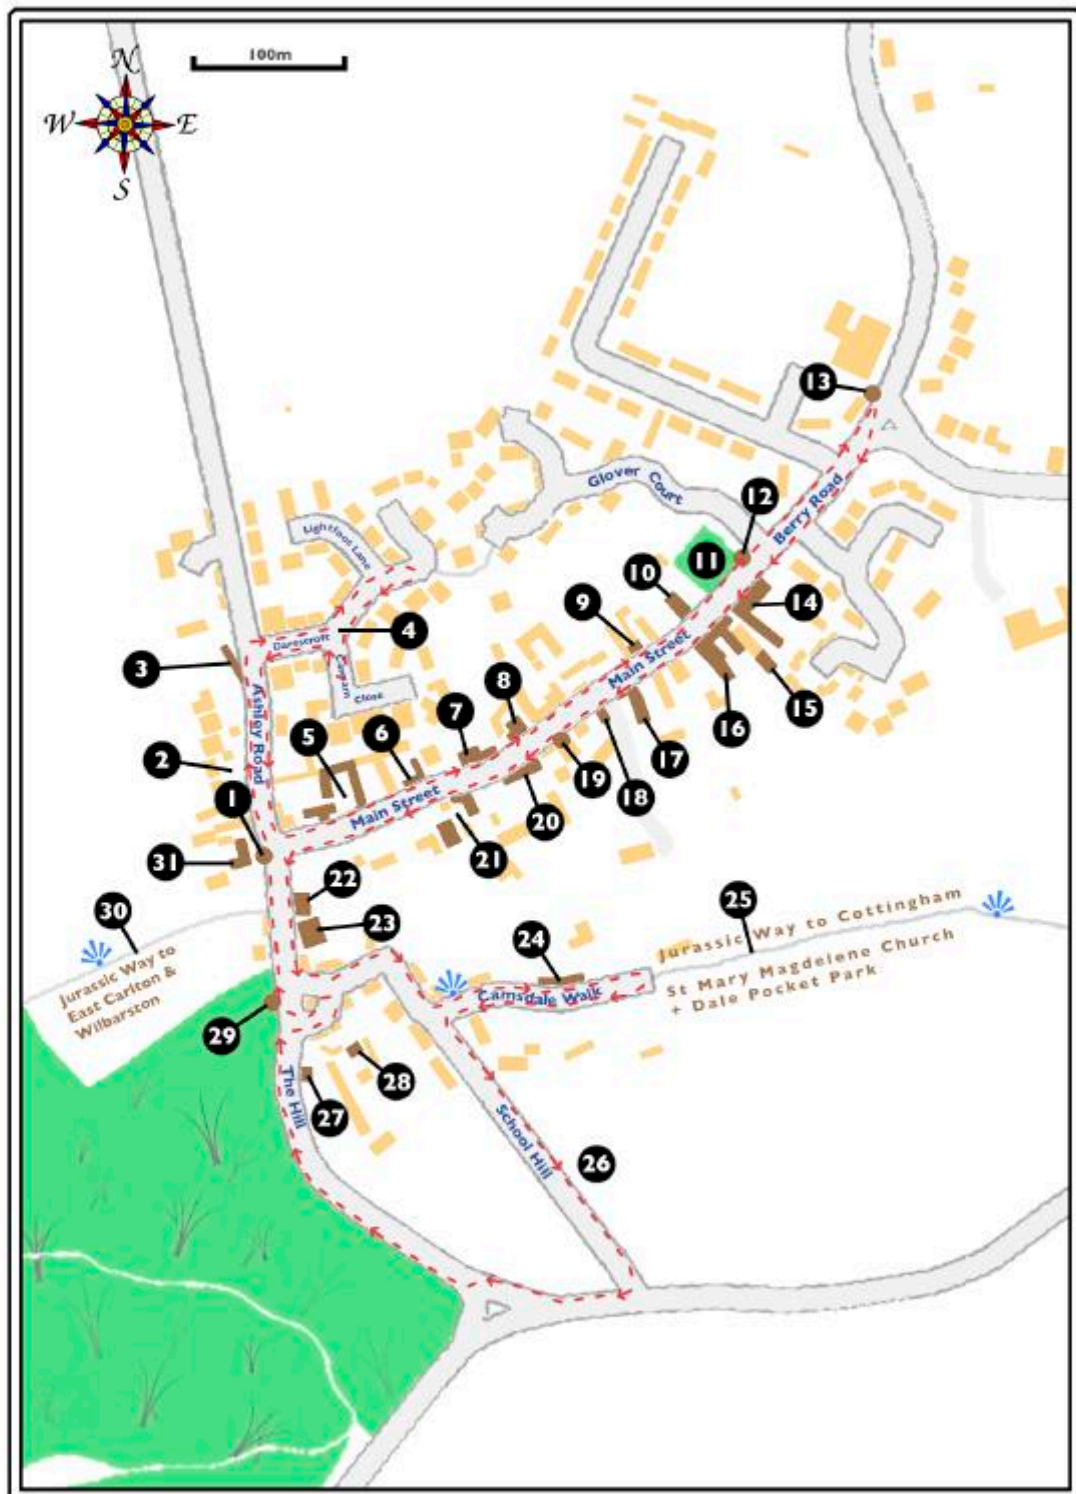 N
100m
W
E
S
13
Glover
Court
12
Berry Road
Lightfoot Lane
11
10
14
9
4
Darescroft
3
Main Street
8
15
Close
7
16
Ashley Road
6
5
17
2
19
18
1
Main Street
20
21
31
22
30
23
25
24
Jurassic Way to Cottingham
St Mary Magdelene Church
+ Dale Pocket Park
Jurassic Way to
East Carlton &
Wilbarston
Camsdale Walk
29
28
The Hill
27
School Hill
26